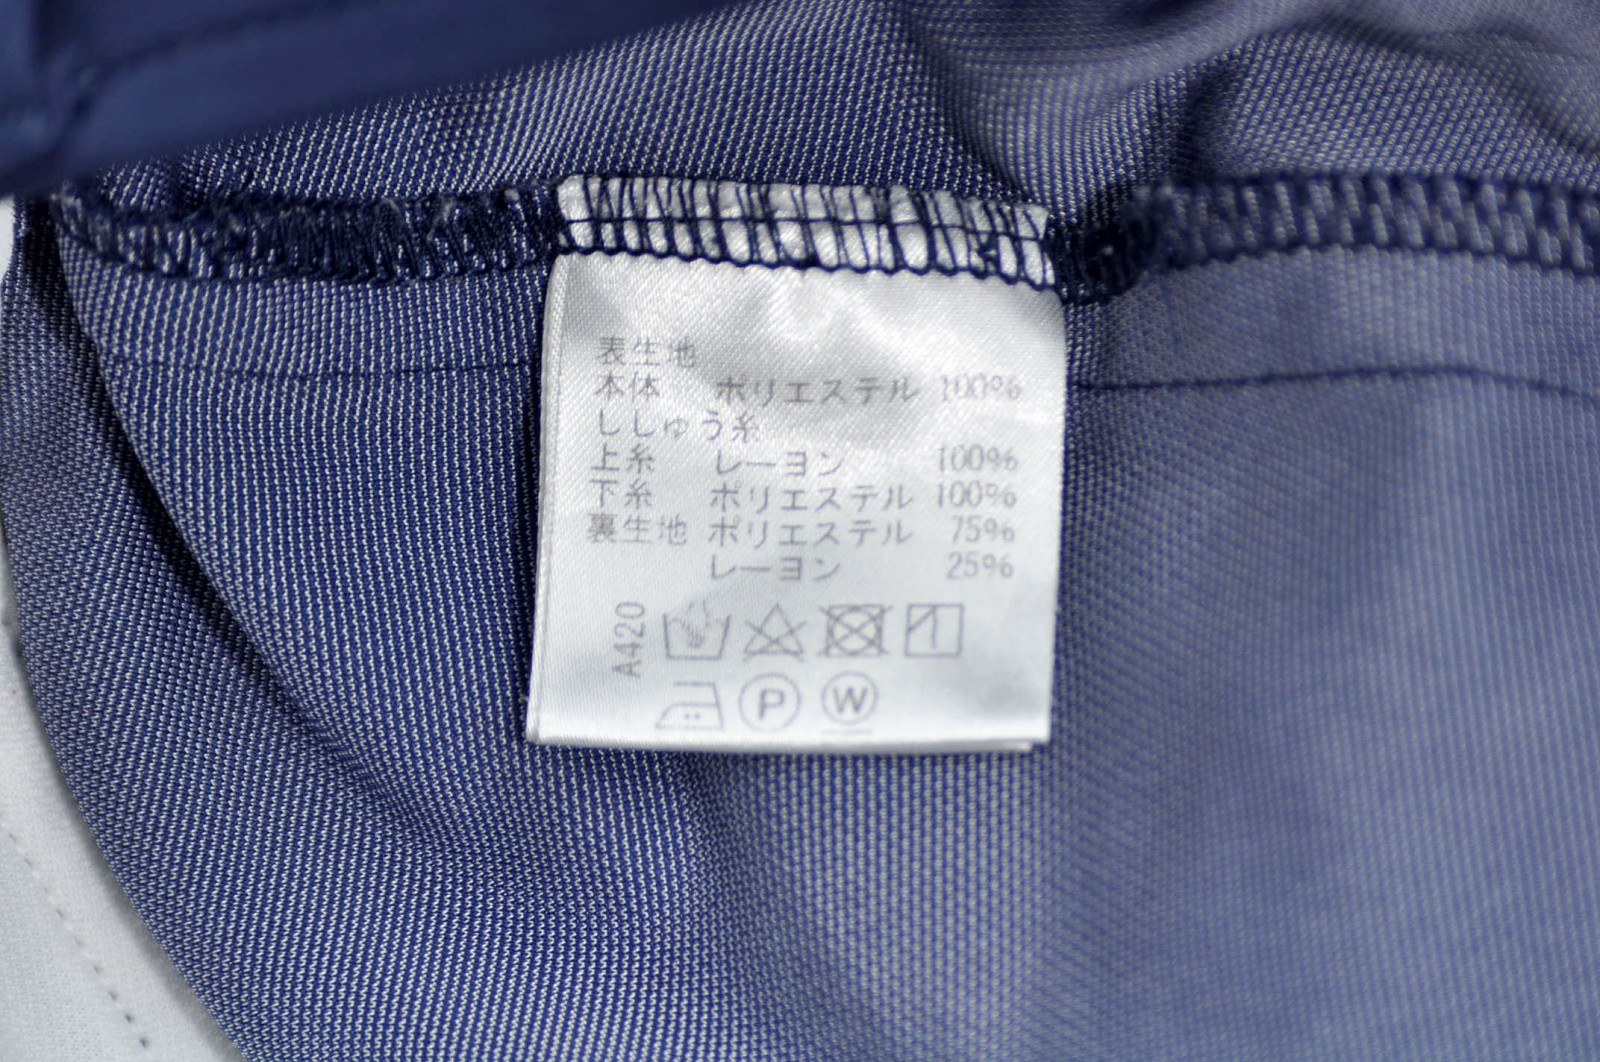 表生地
本体 ポリエステル 100%
ししゅう糸
上糸 レーヨン 100%
下糸 ポリエステル 100%
裏生地 ポリエステル 75%
レーヨン 25%
A420
P W